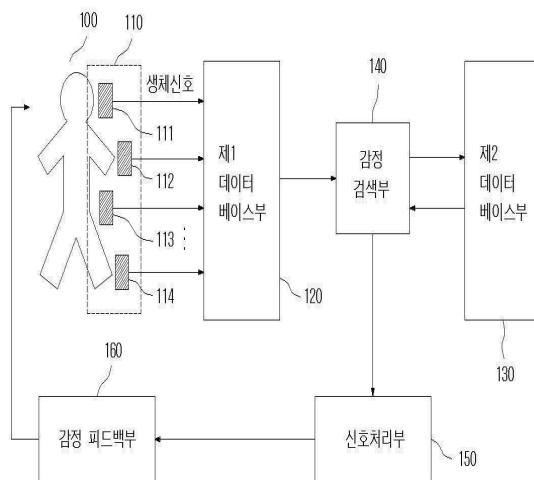 100
110
생체신호
111
112
113
114
제1
데이터
베이스부
120
140
감정
검색부
제2
데이터
베이스부
130
160
감정 피드백부
신호처리부
150